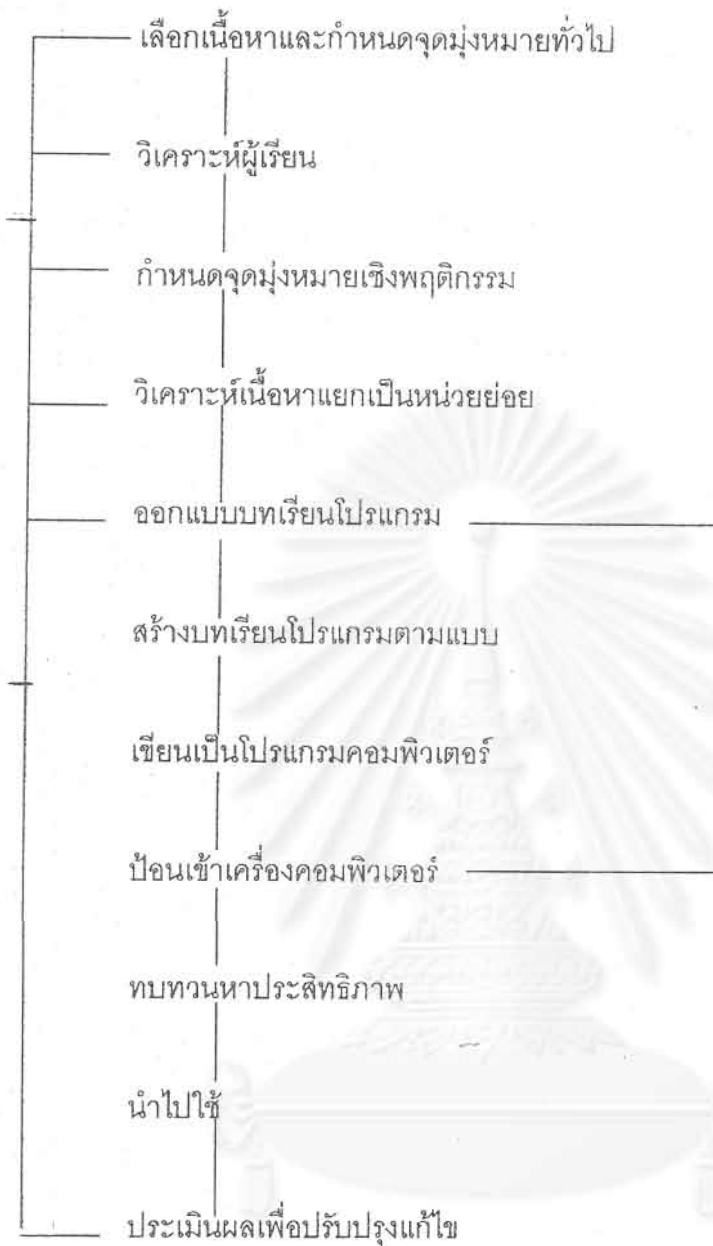 เลือกเนื้อหาและกำหนดจุดมุ่งหมายทั่วไป
วิเคราะห์ผู้เรียน
กำหนดจุดมุ่งหมายเชิงพฤติกรรม
วิเคราะห์เนื้อหาแยกเป็นหน่วยย่อย
ออกแบบบทเรียนโปรแกรม
สร้างบทเรียนโปรแกรมตามแบบ
เขียนเป็นโปรแกรมคอมพิวเตอร์
ป้อนเข้าเครื่องคอมพิวเตอร์
ทบทวนหาประสิทธิภาพ
นำไปใช้
ประเมินผลเพื่อปรับปรุงแก้ไข